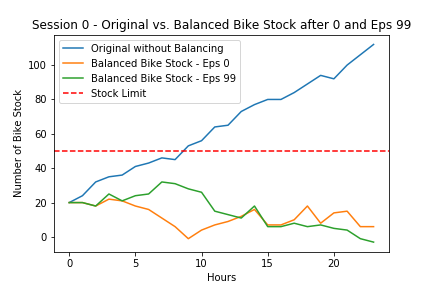 Session 0 - Original vs. Balanced Bike Stock after 0 and Eps 99
Original without Balancing
Balanced Bike Stock - Eps 0
Balanced Bike Stock - Eps 99
Stock Limit
Number of Bike Stock
100
80
60
40
20
0
0 5 10 15 20
Hours